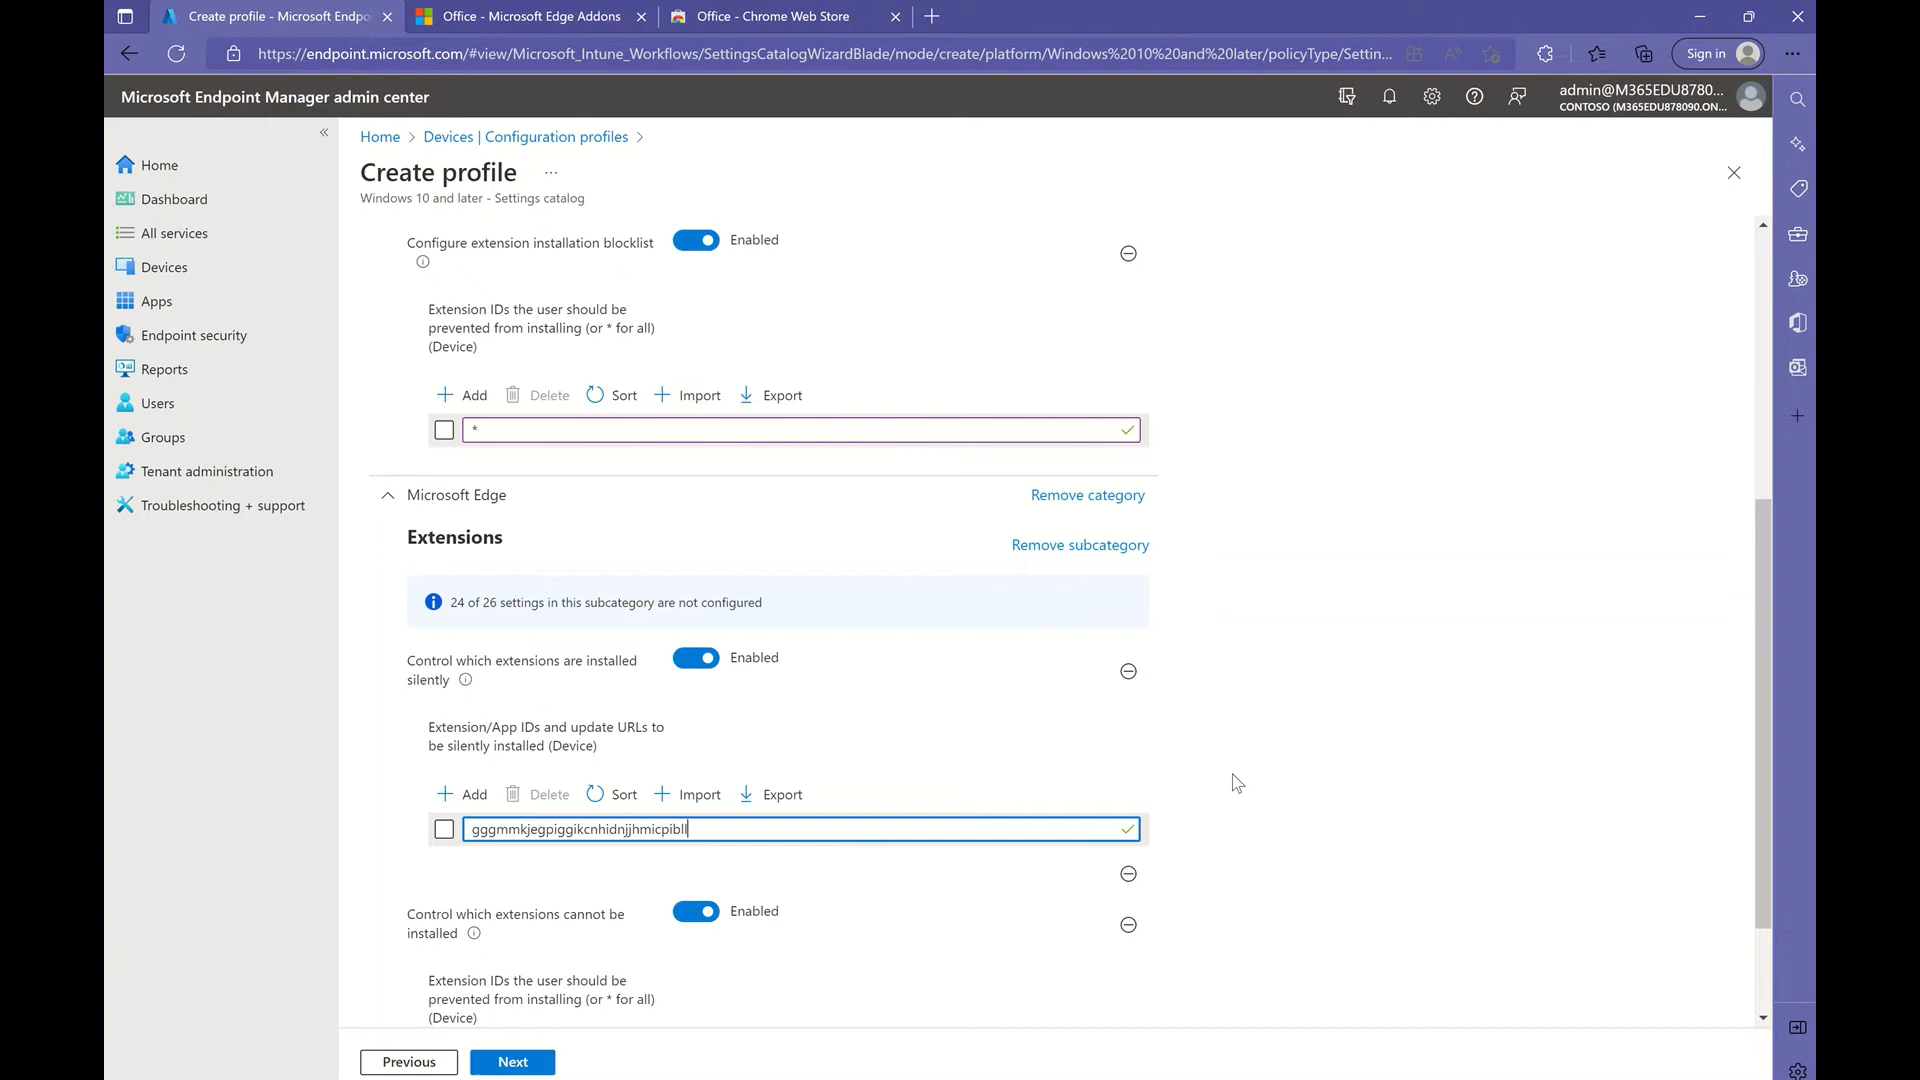 Create profile - Microsoft Endpo
Office - Microsoft Edge Addons
Office - Chrome Web Store
https://endpoint.microsoft.com/#view/Microsoft_Intune_Workflows/SettingsCatalogWizardBlade/mode/create/platform/Windows%2010%20and%20later/policyType/Settin...
Sign in
Microsoft Endpoint Manager admin center
admin@M365EDU8780...
CONTOSO (M365EDU878090.ON...
Home
Dashboard
All services
Devices
Apps
Endpoint security
Reports
Users
Groups
Tenant administration
Troubleshooting + support
Home > Devices | Configuration profiles >
Create profile ...
Windows 10 and later - Settings catalog
Configure extension installation blocklist
Enabled
Extension IDs the user should be
prevented from installing (or * for all)
(Device)
Add Delete Sort Import Export
*
Microsoft Edge
Remove category
Extensions
Remove subcategory
24 of 26 settings in this subcategory are not configured
Control which extensions are installed
silently
Enabled
Extension/App IDs and update URLs to
be silently installed (Device)
Add Delete Sort Import Export
gggmmkjegpiggikcnhidnjjhmicpibll
Control which extensions cannot be
installed
Enabled
Extension IDs the user should be
prevented from installing (or * for all)
(Device)
Previous Next